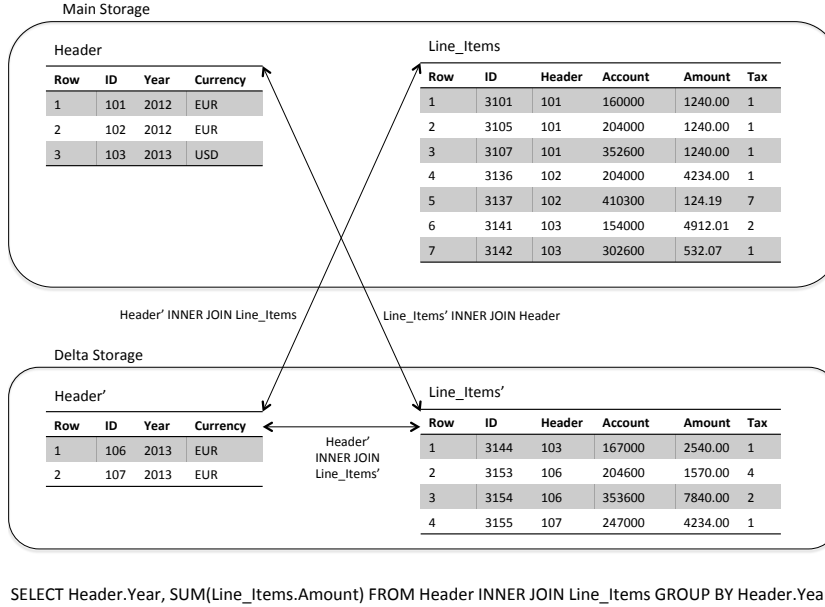 Main Storage
Header
Row ID Year Currency
1 101 2012 EUR
2 102 2012 EUR
3 103 2013 USD
Line_Items
Row ID Header Account Amount Tax
1 3101 101 160000 1240.00 1
2 3105 101 204000 1240.00 1
3 3107 101 352600 1240.00 1
4 3136 102 204000 4234.00 1
5 3137 102 410300 124.19 7
6 3141 103 154000 4912.01 2
7 3142 103 302600 532.07 1
Header’ INNER JOIN Line_Items
Line_Items’ INNER JOIN Header
Delta Storage
Header’
Row ID Year Currency
1 106 2013 EUR
2 107 2013 EUR
Header’
INNER JOIN
Line_Items’
Line_Items’
Row ID Header Account Amount Tax
1 3144 103 167000 2540.00 1
2 3153 106 204600 1570.00 4
3 3154 106 353600 7840.00 2
4 3155 107 247000 4234.00 1
SELECT Header.Year, SUM(Line_Items.Amount) FROM Header INNER JOIN Line_Items GROUP BY Header.Yea